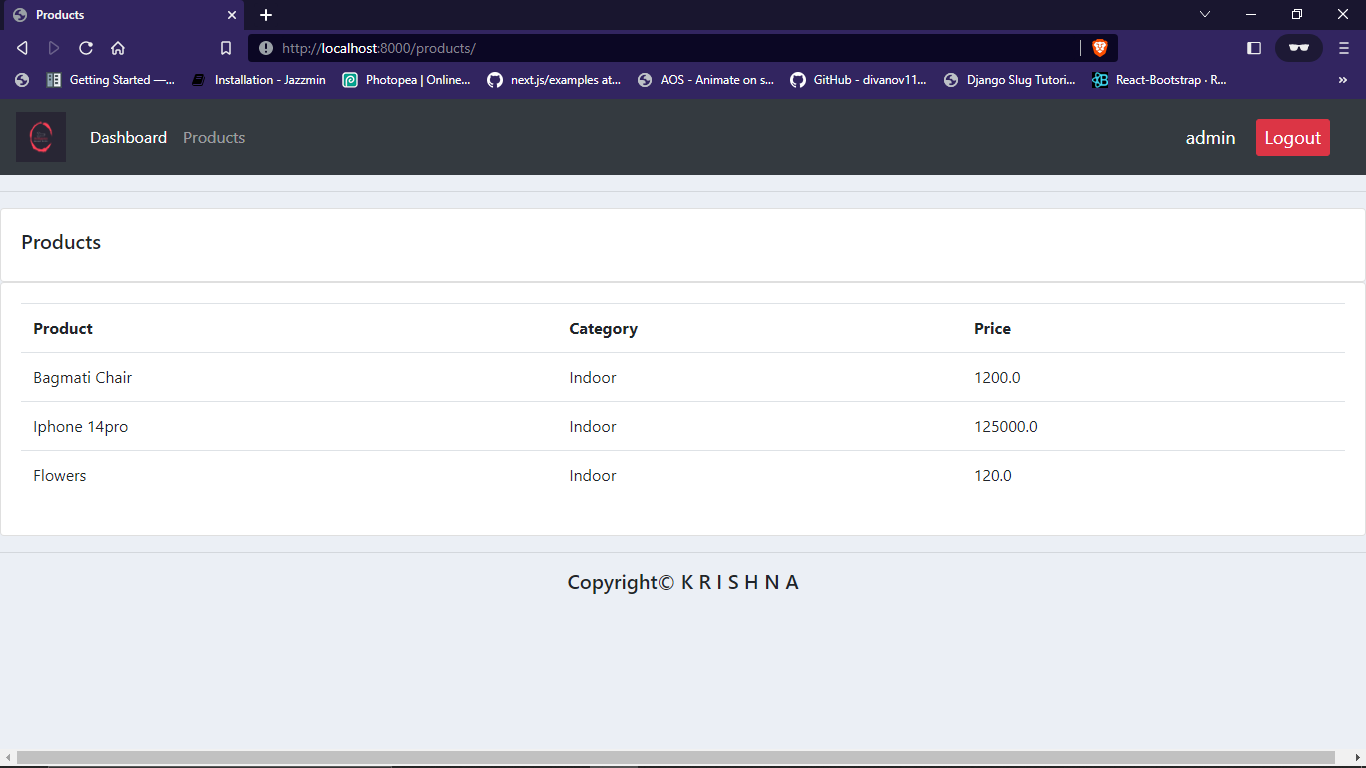 Products
http://localhost:8000/products/
Getting Started —... Installation - Jazzmin Photopea | Online... next.js/examples at... AOS - Animate on s... GitHub - divanov11... Django Slug Tutori... React-Bootstrap · R... »
Dashboard Products admin Logout
Products
Product Category Price
Bagmati Chair Indoor 1200.0
Iphone 14pro Indoor 125000.0
Flowers Indoor 120.0
Copyright© K R I S H N A